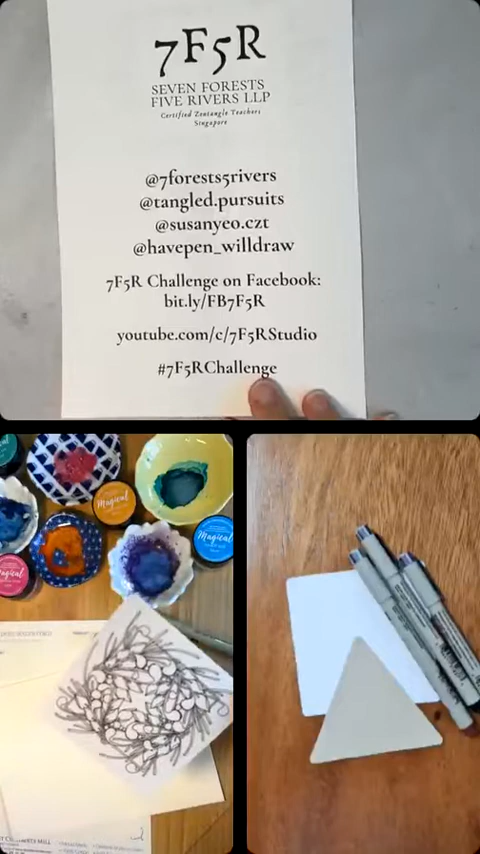 7F5R
SEVEN FORESTS
FIVE RIVERS LLP
Certified Zentangle Teachers
Singapore
@7forests5rivers
@tangled.pursuits
@susanyeo.czt
@havepen_willdraw
7F5R Challenge on Facebook:
bit.ly/FB7F5R
youtube.com/c/7F5RStudio
#7F5RChallenge
Magical
Magical
Magical